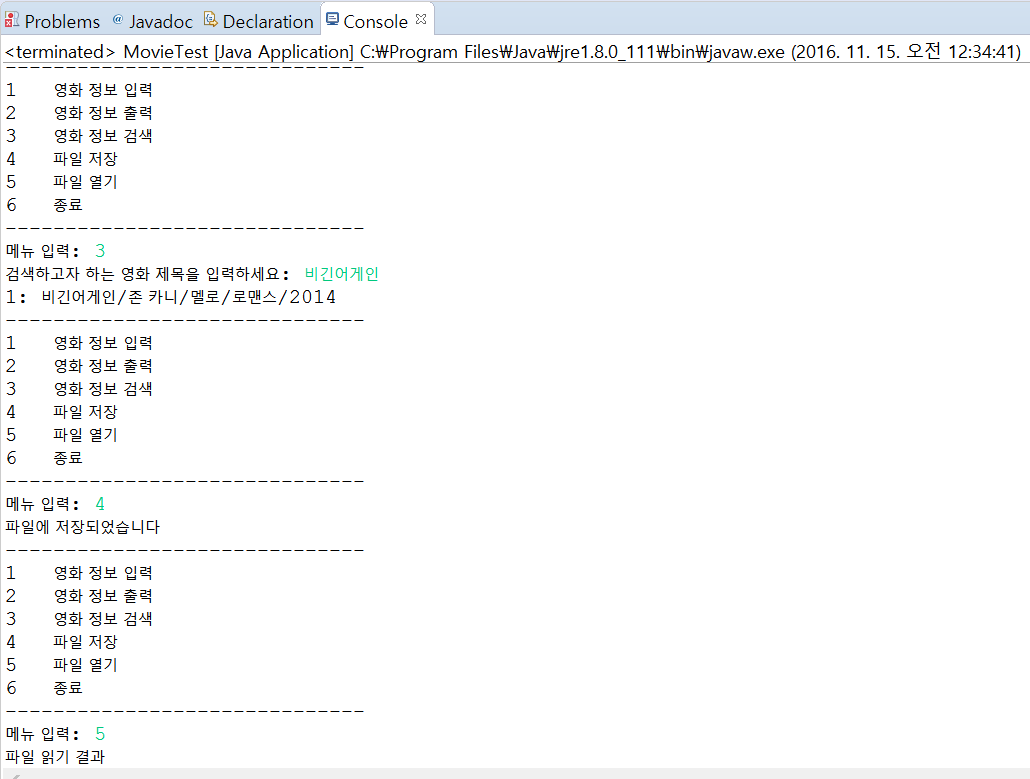 Problems @ Javadoc Declaration Console
<terminated> MovieTest [Java Application] C:₩Program Files₩Java₩jre1.8.0_111₩bin₩javaw.exe (2016. 11. 15. 오전 12:34:41)
------------------------------
1 영화 정보 입력
2 영화 정보 출력
3 영화 정보 검색
4 파일 저장
5 파일 열기
6 종료
------------------------------
메뉴 입력: 3
검색하고자 하는 영화 제목을 입력하세요: 비긴어게인
1: 비긴어게인/존 카니/멜로/로맨스/2014
------------------------------
1 영화 정보 입력
2 영화 정보 출력
3 영화 정보 검색
4 파일 저장
5 파일 열기
6 종료
------------------------------
메뉴 입력: 4
파일에 저장되었습니다
------------------------------
1 영화 정보 입력
2 영화 정보 출력
3 영화 정보 검색
4 파일 저장
5 파일 열기
6 종료
------------------------------
메뉴 입력: 5
파일 읽기 결과